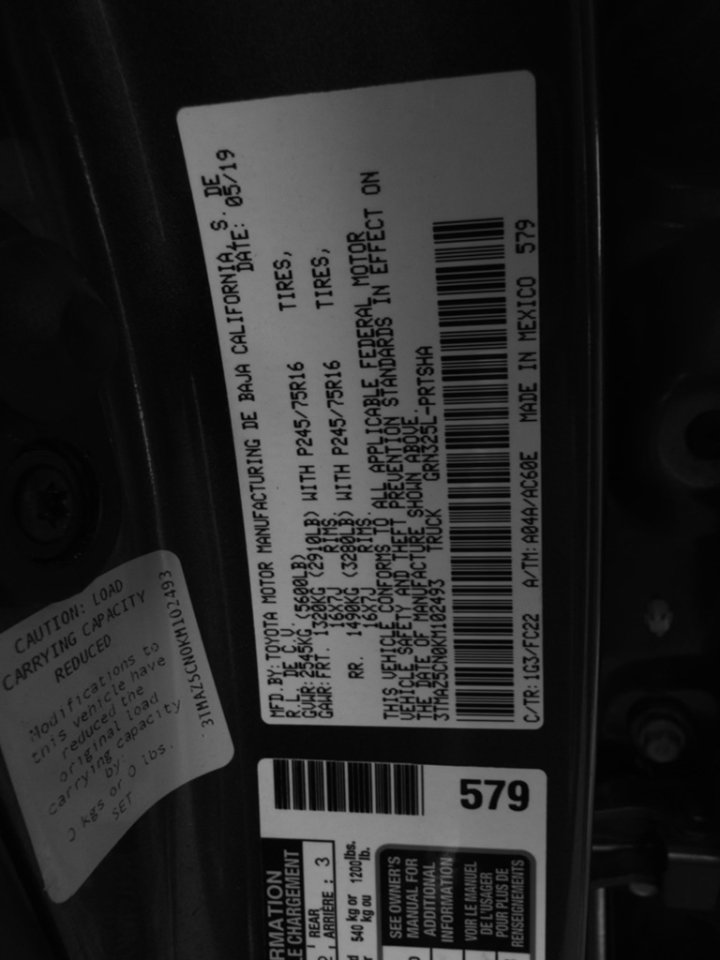 MFD.BY:TOYOTA MOTOR MANUFACTURING DE BAJA CALIFORNIA, S. DE
R.L. DE C.V. DATE: 05/19
GVWR:2545KG (5600LB)
GAWR:FRT. 1320KG (2910LB) WITH P245/75R16 TIRES,
16X7J RIMS,
RR. 1490KG (3280LB) WITH P245/75R16 TIRES,
16X7J RIMS.
THIS VEHICLE CONFORMS TO ALL APPLICABLE FEDERAL MOTOR
VEHICLE SAFETY AND THEFT PREVENTION STANDARDS IN EFFECT ON
THE DATE OF MANUFACTURE SHOWN ABOVE.
3TMAZ5CN0KM102493 TRUCK GRN325L-PRTSHA
C/TR:1G3/FC22 A/TM:A04A/AC60E MADE IN MEXICO 579
CAUTION: LOAD
CARRYING CAPACITY
REDUCED
Modifications to
this vehicle have
reduced the
original load
carrying capacity
by:
0 kgs or 0 lbs.
SET
3TMAZ5CN0KM102493
579
RMATION
LE CHARGEMENT
REAR
ARRIÈRE : 3
540 kg or 1200 lbs.
kg ou lb.
SEE OWNER'S
MANUAL FOR
ADDITIONAL
INFORMATION
VOIR LE MANUEL
DE L'USAGER
POUR PLUS DE
RENSEIGNEMENTS